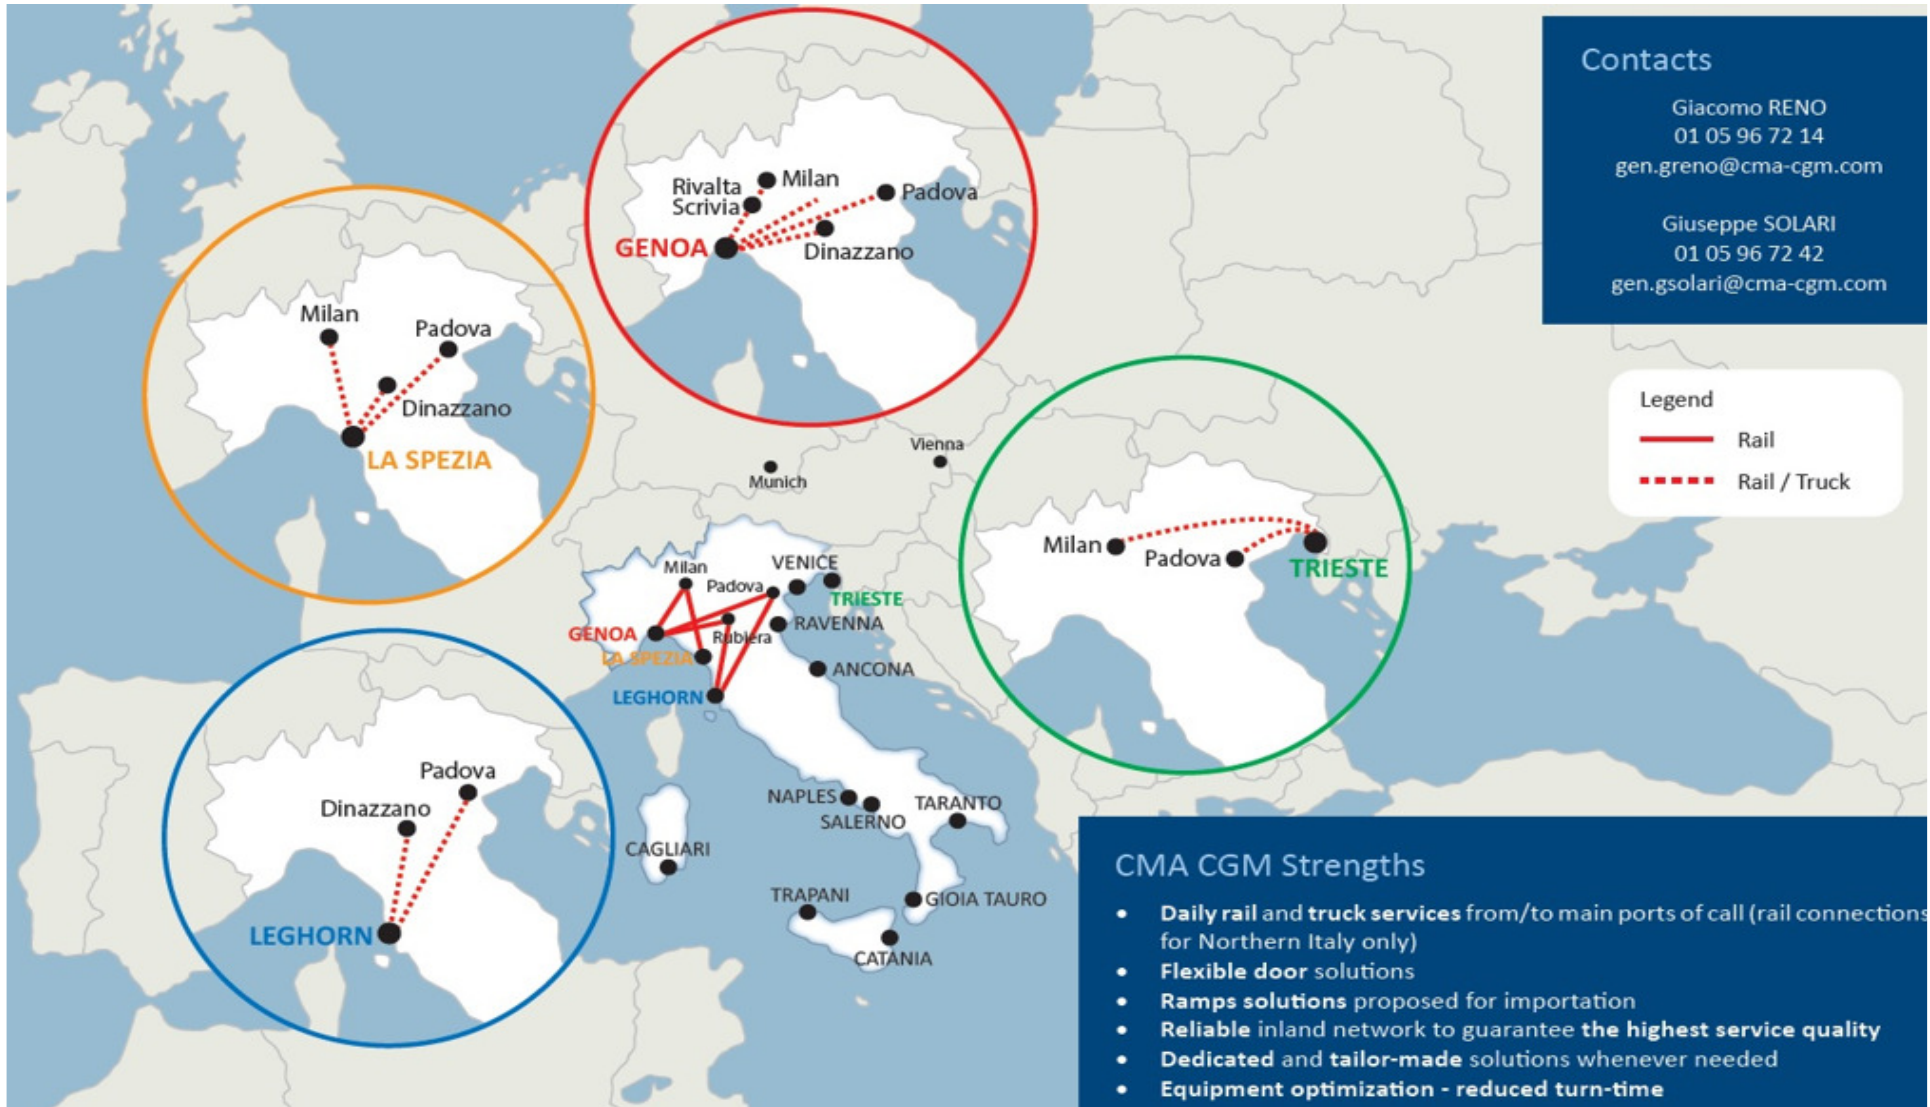 Contacts
Giacomo RENO
01 05 96 72 14
gen.greno@cma-cgm.com
Giuseppe SOLARI
01 05 96 72 42
gen.gsolari@cma-cgm.com
Legend
Rail
Rail / Truck
Rivalta
Scrivia
Milan
Padova
GENOA
Dinazzano
Milan
Padova
Dinazzano
LA SPEZIA
Vienna
Munich
Milan
Padova
TRIESTE
Milan
Padova
VENICE
TRIESTE
GENOA
Rubiera
RAVENNA
LA SPEZIA
ANCONA
LEGHORN
Padova
Dinazzano
LEGHORN
NAPLES
SALERNO
TARANTO
CAGLIARI
TRAPANI
GIOIA TAURO
CATANIA
CMA CGM Strengths
• Daily rail and truck services from/to main ports of call (rail connections
for Northern Italy only)
• Flexible door solutions
• Ramps solutions proposed for importation
• Reliable inland network to guarantee the highest service quality
• Dedicated and tailor-made solutions whenever needed
• Equipment optimization - reduced turn-time